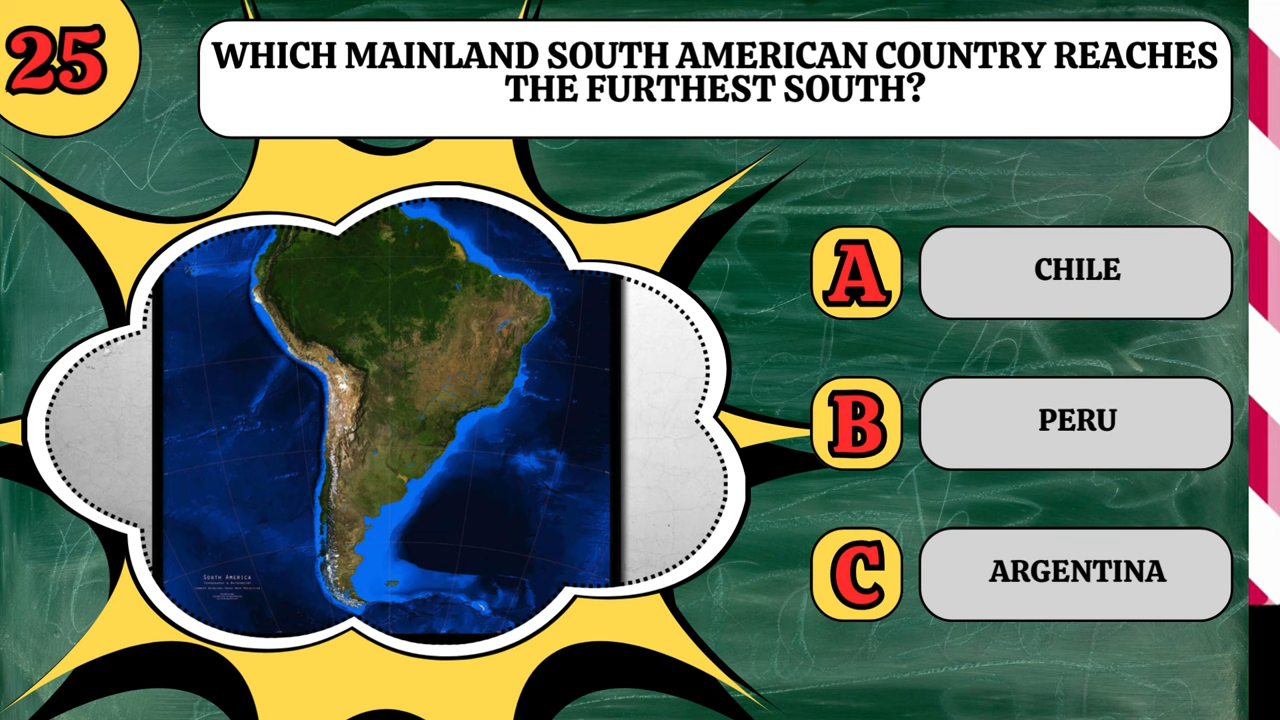 25
WHICH MAINLAND SOUTH AMERICAN COUNTRY REACHES
THE FURTHEST SOUTH?
A CHILE
B PERU
C ARGENTINA
SOUTH AMERICA